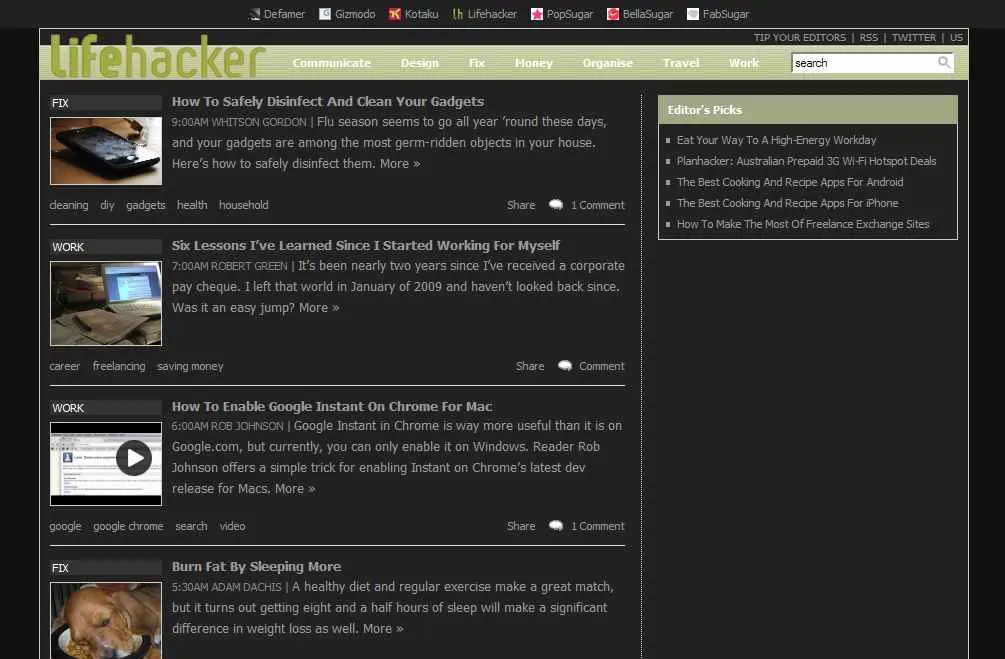 Defamer Gizmodo Kotaku Lifehacker PopSugar BellaSugar FabSugar
TIP YOUR EDITORS | RSS | TWITTER | US
lifehacker
Communicate Design Fix Money Organise Travel Work search
FIX
How To Safely Disinfect And Clean Your Gadgets
9:00AM WHITSON GORDON | Flu season seems to go all year ’round these days,
and your gadgets are among the most germ-ridden objects in your house.
Here’s how to safely disinfect them. More »
cleaning diy gadgets health household Share 1 Comment
WORK
Six Lessons I’ve Learned Since I Started Working For Myself
7:00AM ROBERT GREEN | It’s been nearly two years since I’ve received a corporate
pay cheque. I left that world in January of 2009 and haven’t looked back since.
Was it an easy jump? More »
career freelancing saving money Share Comment
WORK
How To Enable Google Instant On Chrome For Mac
6:00AM ROB JOHNSON | Google Instant in Chrome is way more useful than it is on
Google.com, but currently, you can only enable it on Windows. Reader Rob
Johnson offers a simple trick for enabling Instant on Chrome’s latest dev
release for Macs. More »
google google chrome search video Share 1 Comment
FIX
Burn Fat By Sleeping More
5:30AM ADAM DACHIS | A healthy diet and regular exercise make a great match,
but it turns out getting eight and a half hours of sleep will make a significant
difference in weight loss as well. More »
Editor’s Picks
Eat Your Way To A High-Energy Workday
Planhacker: Australian Prepaid 3G Wi-Fi Hotspot Deals
The Best Cooking And Recipe Apps For Android
The Best Cooking And Recipe Apps For iPhone
How To Make The Most Of Freelance Exchange Sites